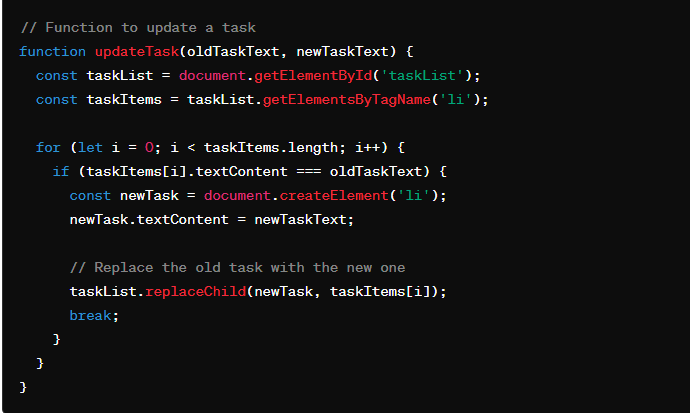 // Function to update a task
function updateTask(oldTaskText, newTaskText) {
  const taskList = document.getElementById('taskList');
  const taskItems = taskList.getElementsByTagName('li');

  for (let i = 0; i < taskItems.length; i++) {
    if (taskItems[i].textContent === oldTaskText) {
      const newTask = document.createElement('li');
      newTask.textContent = newTaskText;

      // Replace the old task with the new one
      taskList.replaceChild(newTask, taskItems[i]);
      break;
    }
  }
}